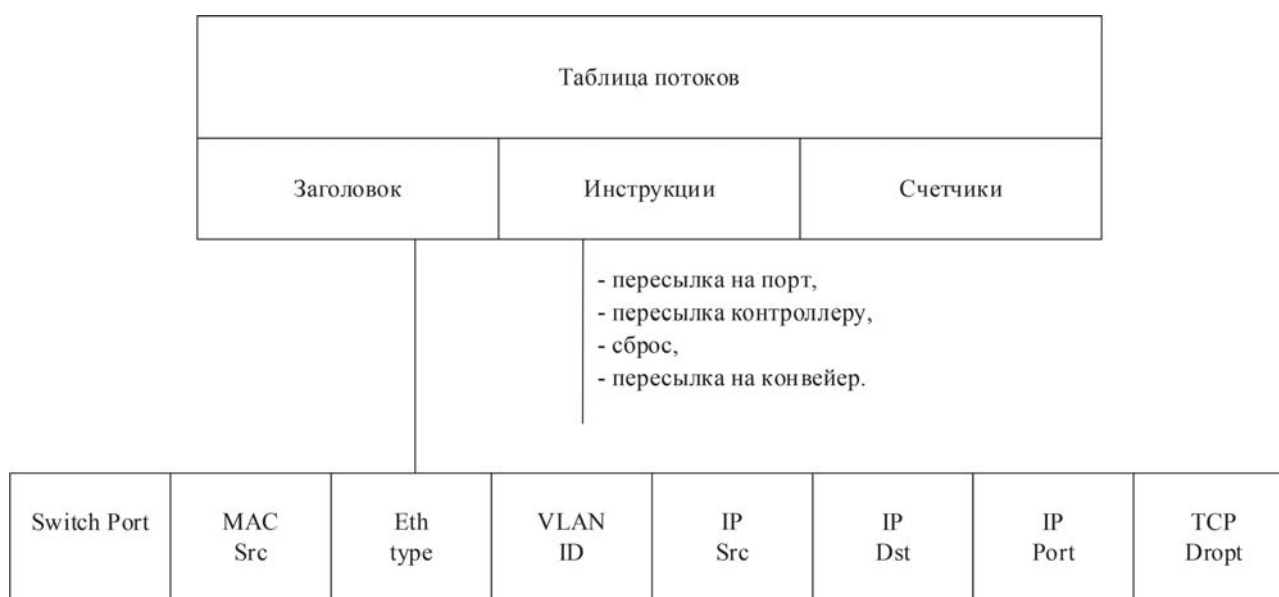 Таблица потоков
Заголовок
Инструкции
Счетчики
- пересылка на порт,
- пересылка контроллеру,
- сброс,
- пересылка на конвейер.
Switch Port
MAC
Src
Eth
type
VLAN
ID
IP
Src
IP
Dst
IP
Port
TCP
Dropt